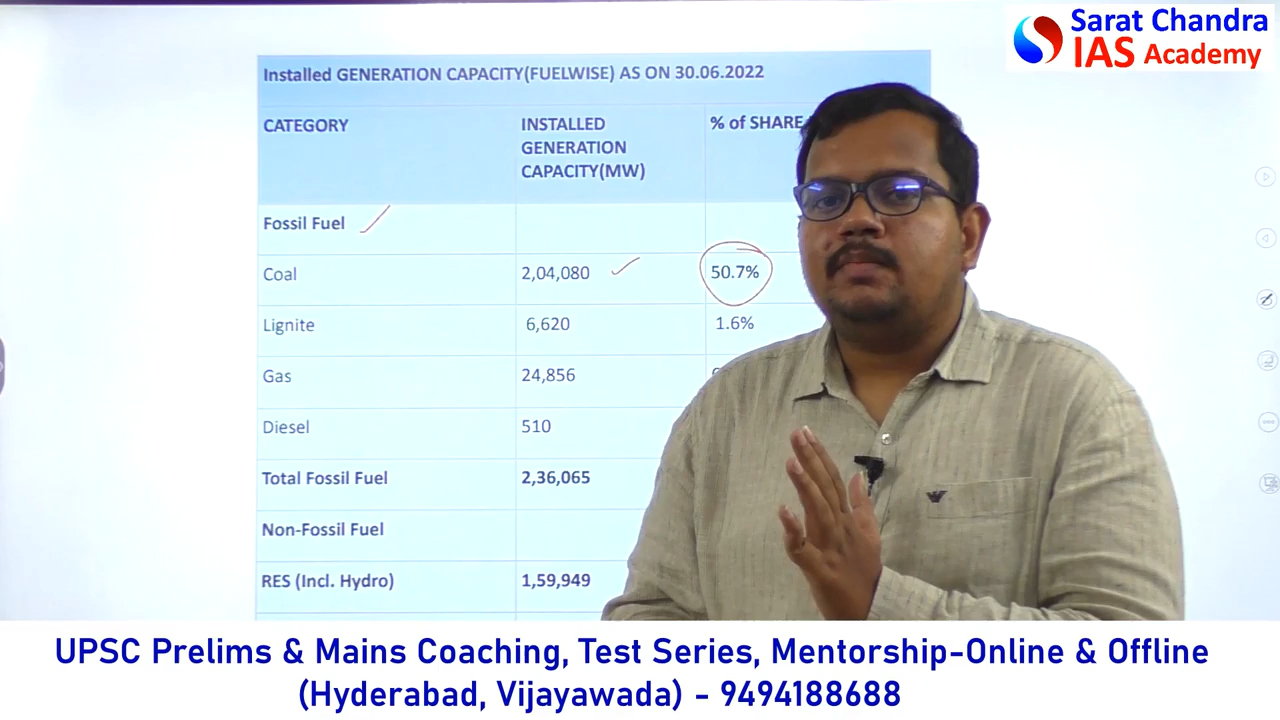 Sarat Chandra
IAS Academy
Installed GENERATION CAPACITY(FUELWISE) AS ON 30.06.2022
CATEGORY
INSTALLED
GENERATION
CAPACITY(MW)
% of SHARE
Fossil Fuel
Coal 2,04,080 50.7%
Lignite 6,620 1.6%
Gas 24,856
Diesel 510
Total Fossil Fuel 2,36,065
Non-Fossil Fuel
RES (Incl. Hydro) 1,59,949
UPSC Prelims & Mains Coaching, Test Series, Mentorship-Online & Offline
(Hyderabad, Vijayawada) - 9494188688